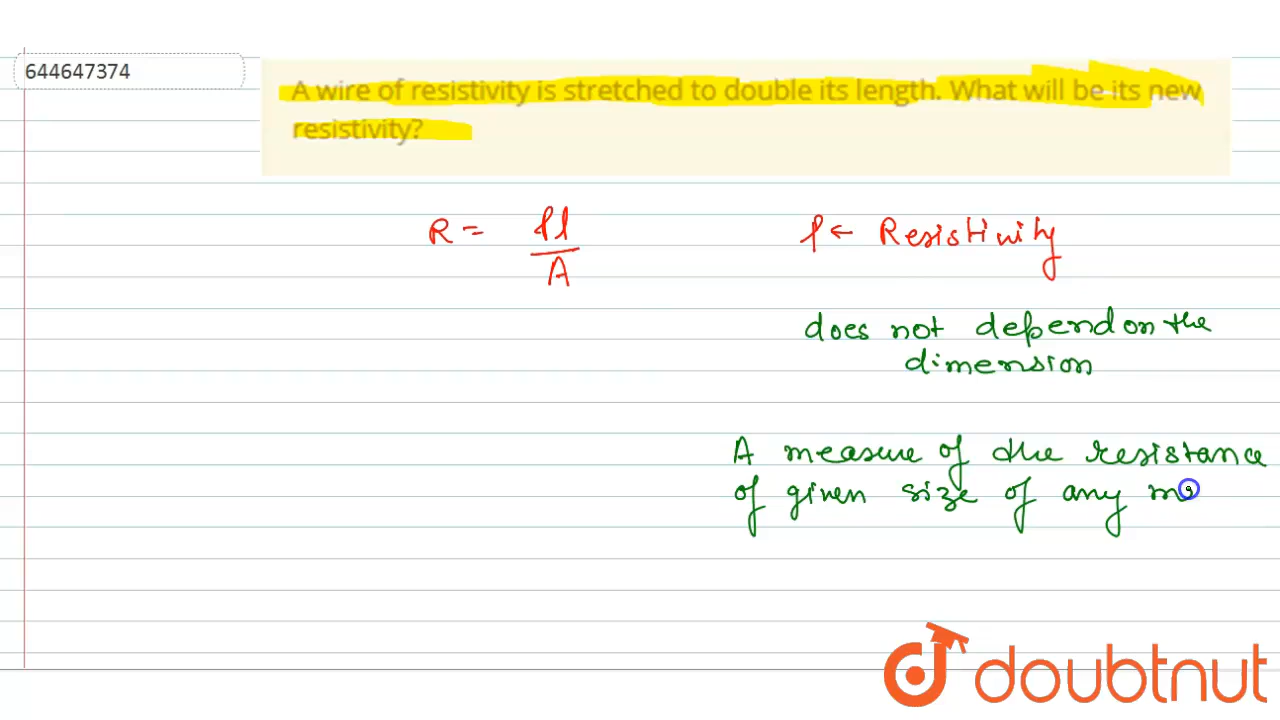 644647374
A wire of resistivity is stretched to double its length. What will be its new
resistivity?
R = ρl
A
ρ ← Resistivity
does not depend on the
dimension
A measure of the resistance
of given size of any m
doubtnut